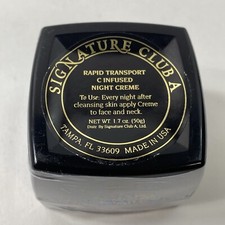 SIGNATURE CLUB A
RAPID TRANSPORT
C INFUSED
NIGHT CREME
To Use: Every night after
cleansing skin apply Creme
to face and neck.
NET WT. 1.7 oz. (50g)
Distr. By Signature Club A, Ltd.
TAMPA, FL 33609 MADE IN USA